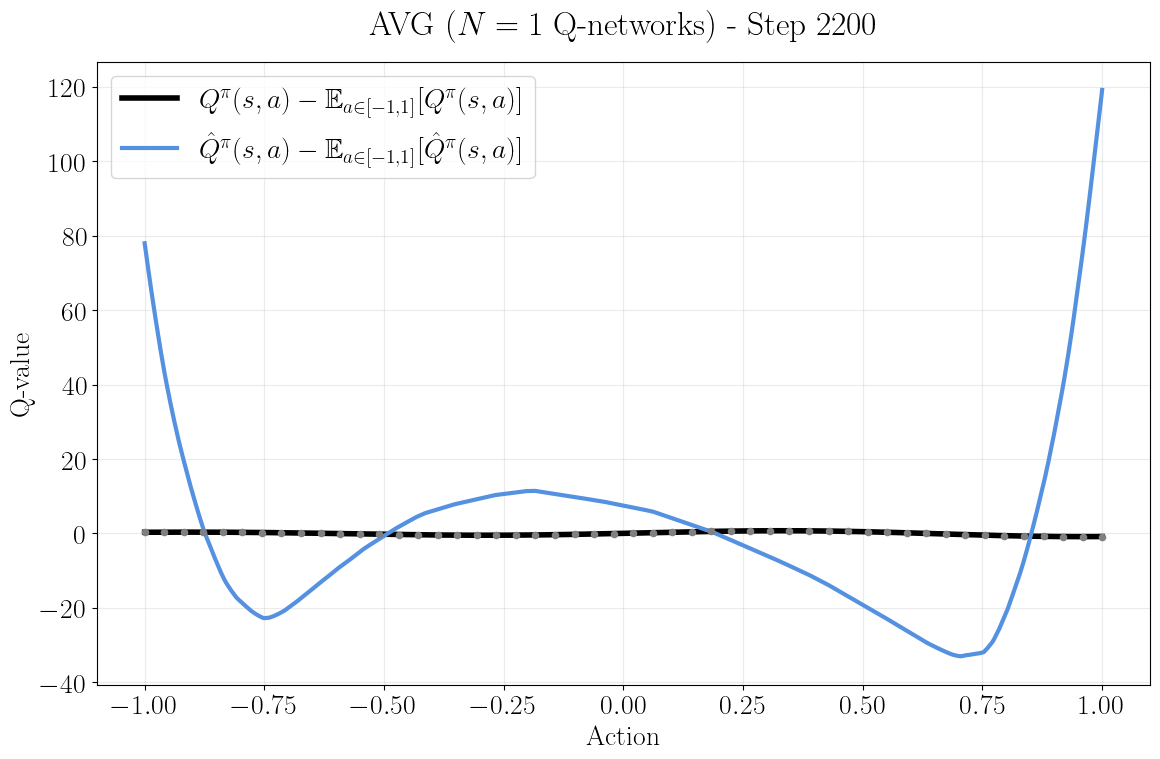 AVG (N = 1 Q-networks) - Step 2200
Q^π(s, a) − 𝔼_{a∈[−1,1]}[Q^π(s, a)]
Q̂^π(s, a) − 𝔼_{a∈[−1,1]}[Q̂^π(s, a)]
120
100
80
60
40
20
0
−20
−40
Q-value
−1.00 −0.75 −0.50 −0.25 0.00 0.25 0.50 0.75 1.00
Action